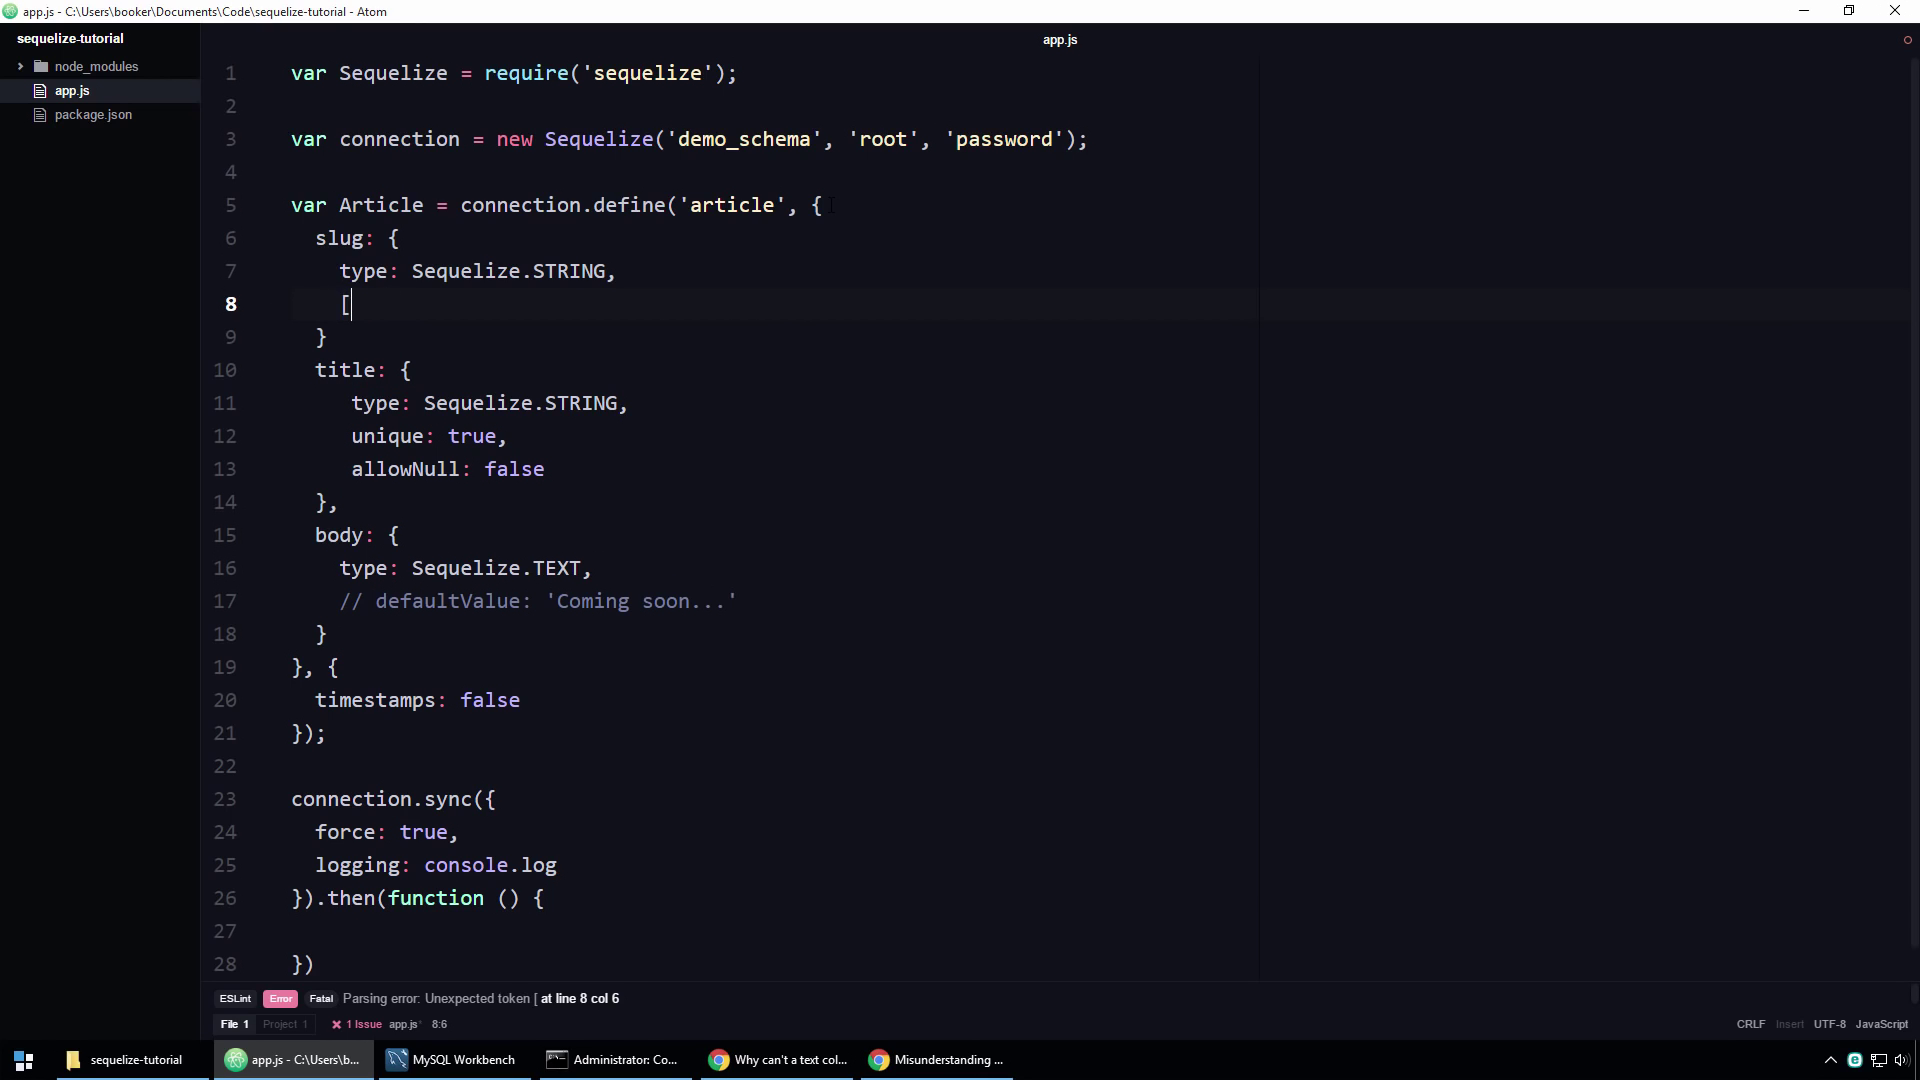 app.js - C:\Users\booker\Documents\Code\sequelize-tutorial - Atom
sequelize-tutorial
node_modules
app.js
package.json
app.js
1 var Sequelize = require('sequelize');
2
3 var connection = new Sequelize('demo_schema', 'root', 'password');
4
5 var Article = connection.define('article', {
6 slug: {
7 type: Sequelize.STRING,
8 [
9 }
10 title: {
11 type: Sequelize.STRING,
12 unique: true,
13 allowNull: false
14 },
15 body: {
16 type: Sequelize.TEXT,
17 // defaultValue: 'Coming soon...'
18 }
19 }, {
20 timestamps: false
21 });
22
23 connection.sync({
24 force: true,
25 logging: console.log
26 }).then(function () {
27
28 })
ESLint Error Fatal Parsing error: Unexpected token [ at line 8 col 6
File 1 Project 1 1 Issue app.js* 8:6 CRLF Insert UTF-8 JavaScript
sequelize-tutorial app.js - C:\Users\b... MySQL Workbench Administrator: Co... Why can't a text col... Misunderstanding ...